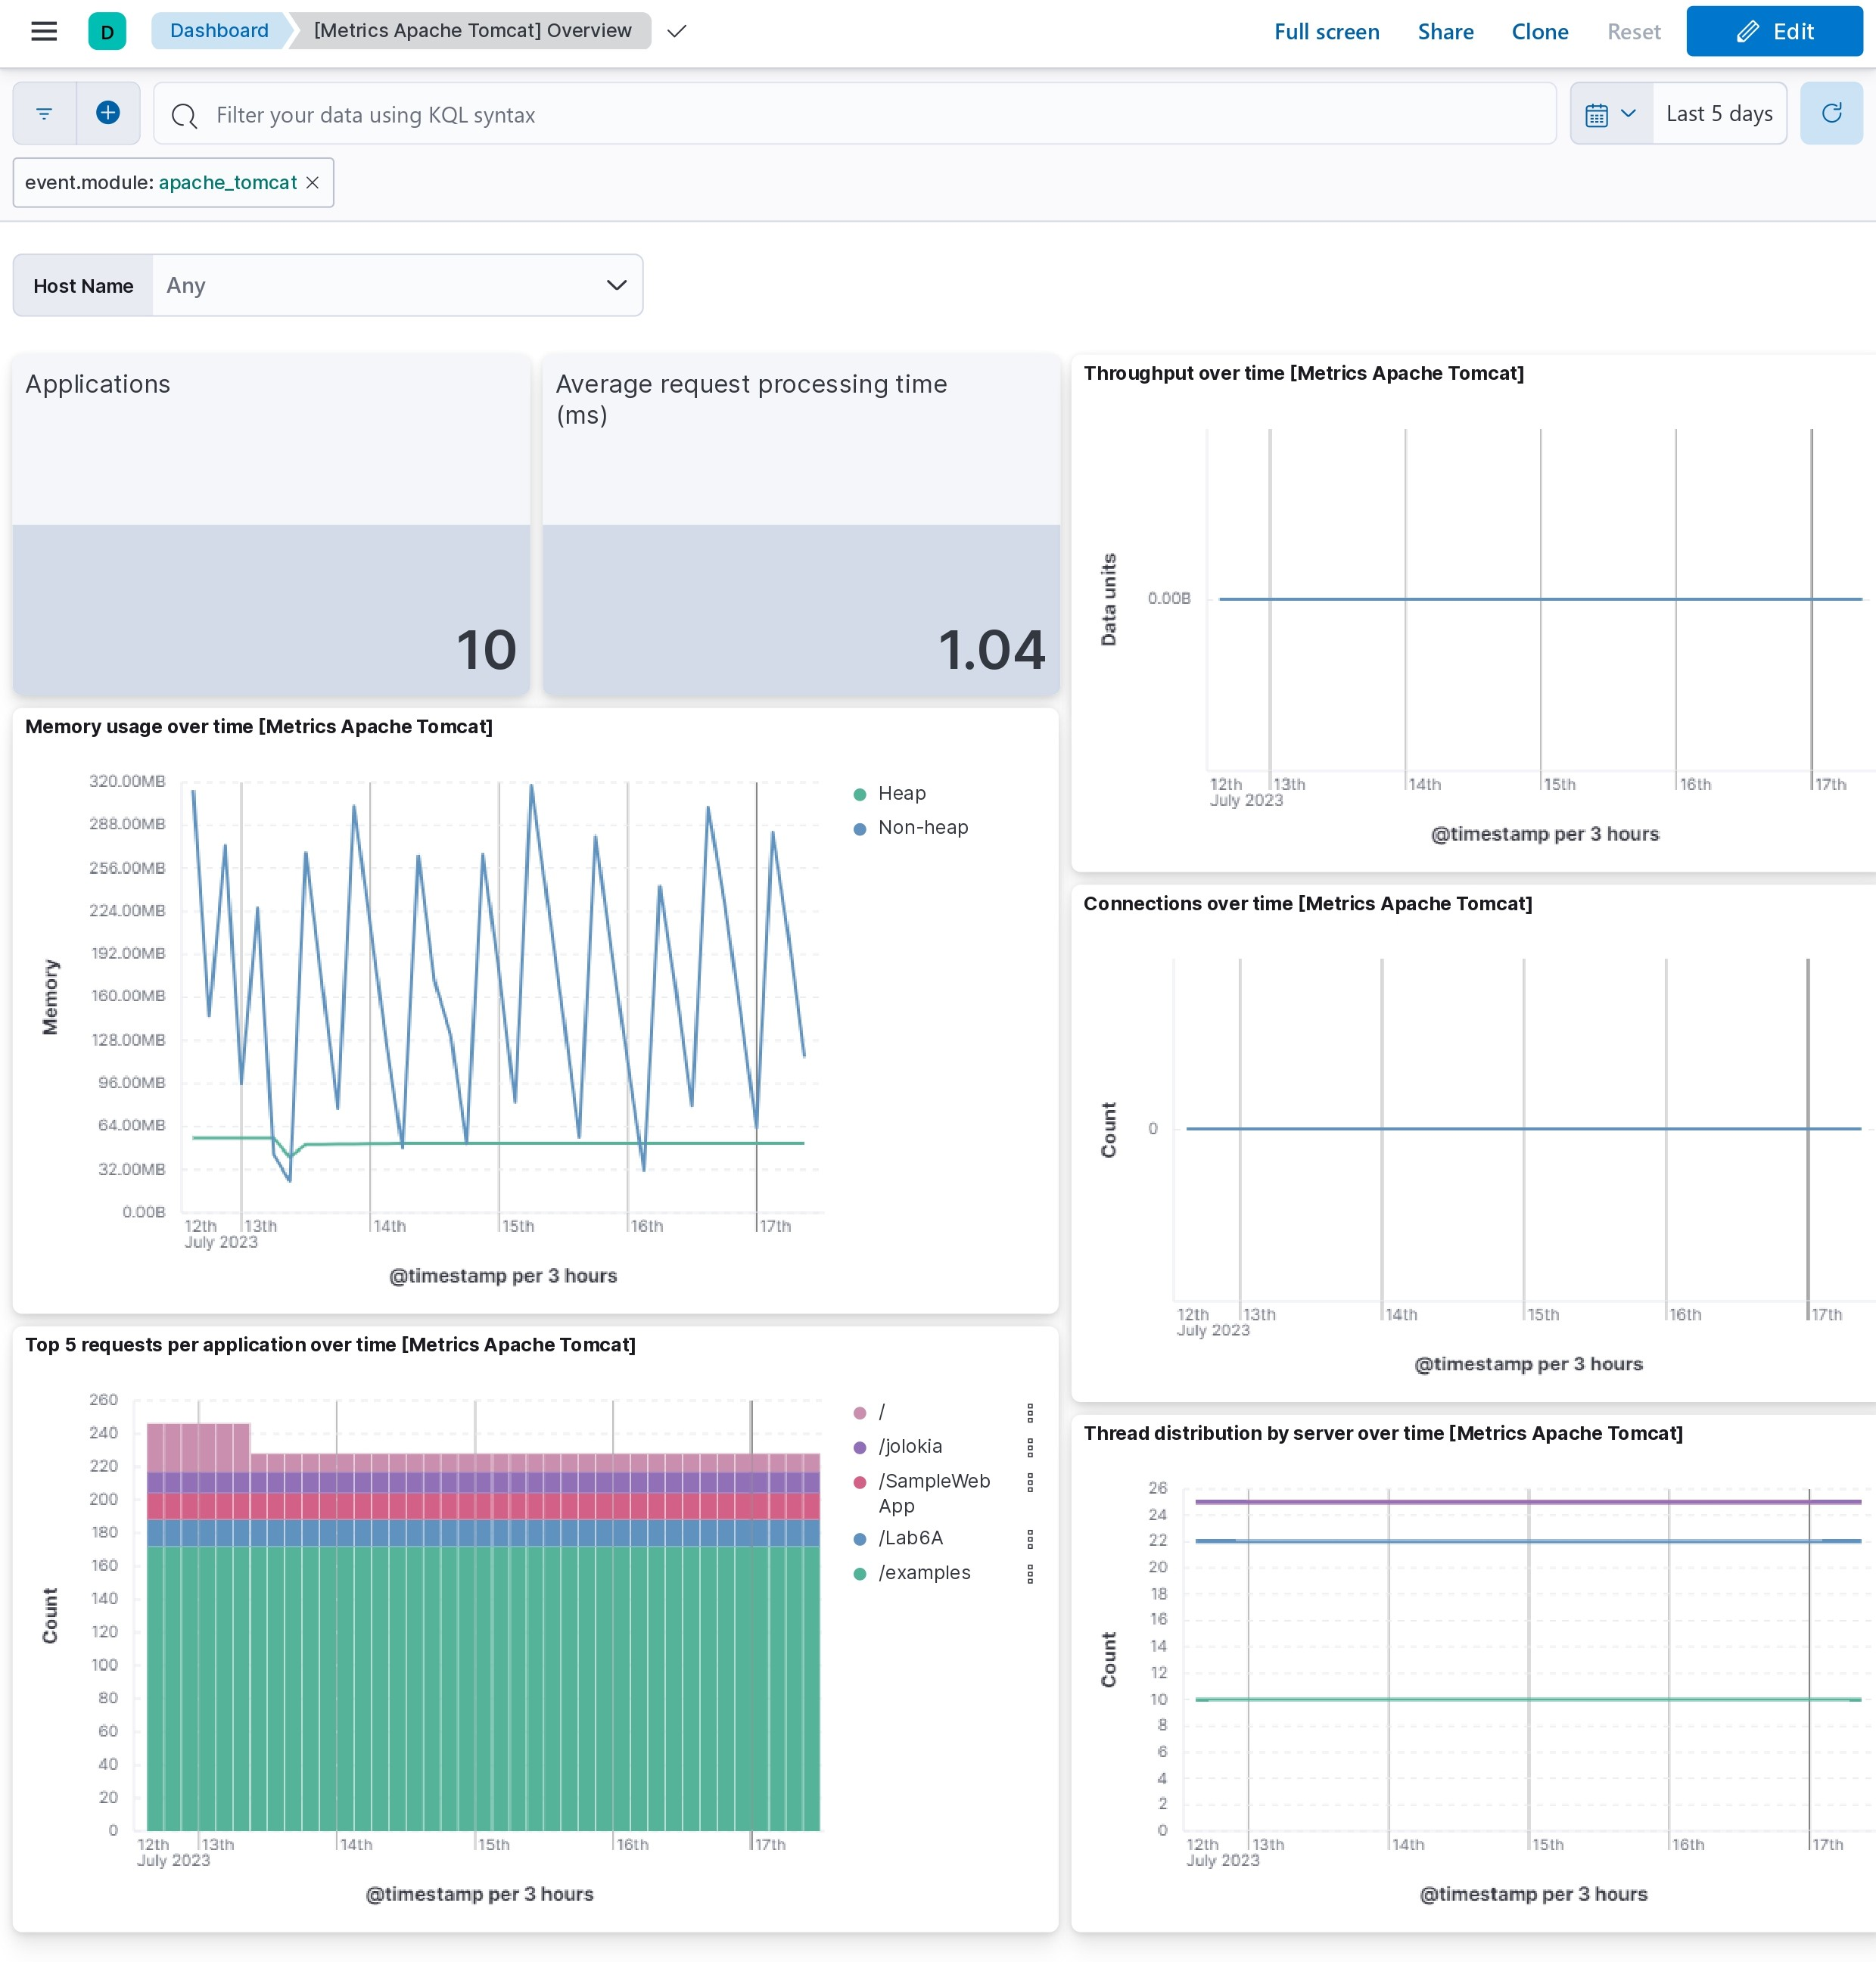 D
Dashboard
[Metrics Apache Tomcat] Overview
Full screen
Share
Clone
Reset
Edit
Filter your data using KQL syntax
Last 5 days
event.module: apache_tomcat
Host Name
Any
Applications
10
Average request processing time
(ms)
1.04
Throughput over time [Metrics Apache Tomcat]
Data units
0.00B
12th 13th 14th 15th 16th 17th
July 2023
@timestamp per 3 hours
Memory usage over time [Metrics Apache Tomcat]
Memory
320.00MB
288.00MB
256.00MB
224.00MB
192.00MB
160.00MB
128.00MB
96.00MB
64.00MB
32.00MB
0.00B
12th 13th 14th 15th 16th 17th
July 2023
@timestamp per 3 hours
Heap
Non-heap
Connections over time [Metrics Apache Tomcat]
Count
0
12th 13th 14th 15th 16th 17th
July 2023
@timestamp per 3 hours
Top 5 requests per application over time [Metrics Apache Tomcat]
Count
260
240
220
200
180
160
140
120
100
80
60
40
20
0
12th 13th 14th 15th 16th 17th
July 2023
@timestamp per 3 hours
/
/jolokia
/SampleWeb
App
/Lab6A
/examples
Thread distribution by server over time [Metrics Apache Tomcat]
Count
26
24
22
20
18
16
14
12
10
8
6
4
2
0
12th 13th 14th 15th 16th 17th
July 2023
@timestamp per 3 hours